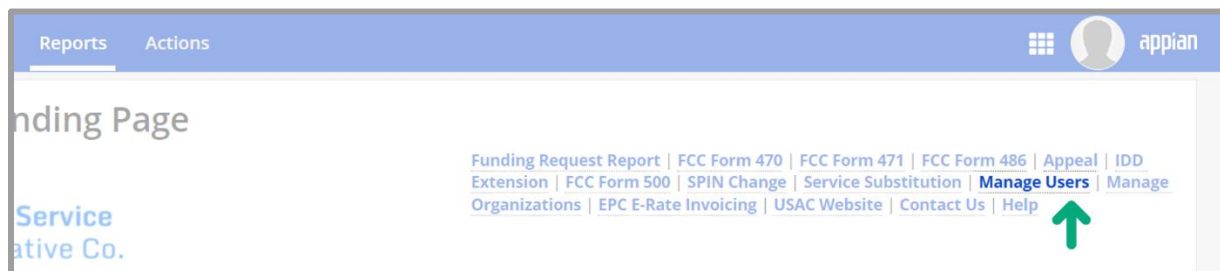 Reports Actions appian
nding Page
Funding Request Report | FCC Form 470 | FCC Form 471 | FCC Form 486 | Appeal | IDD
Extension | FCC Form 500 | SPIN Change | Service Substitution | Manage Users | Manage
Organizations | EPC E-Rate Invoicing | USAC Website | Contact Us | Help
Service
ative Co.